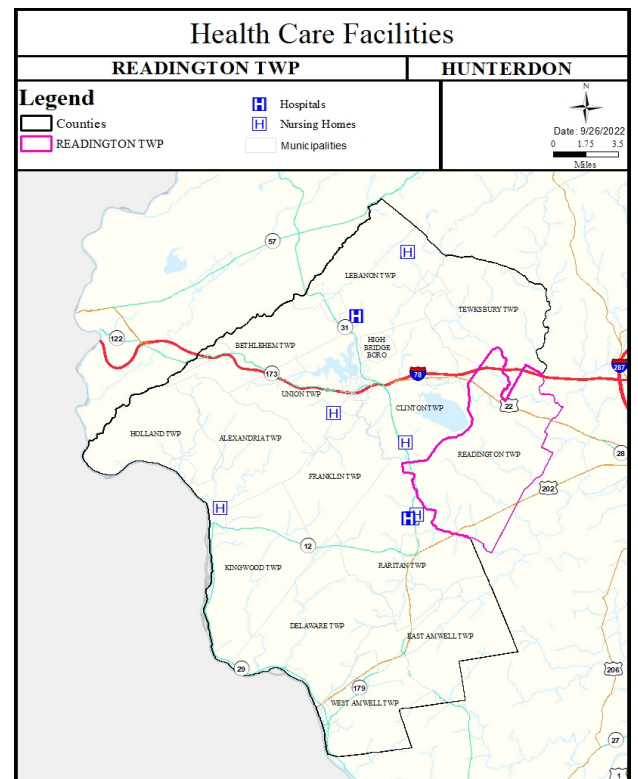 Health Care Facilities
READINGTON TWP
HUNTERDON
Legend
Counties
READINGTON TWP
H Hospitals
H Nursing Homes
Municipalities
N
Date: 9/26/2022
0 1.75 3.5
Miles
H
57
LEBANON TWP
TEWKSBURY TWP
H
31
122
BETHLEHEM TWP
HIGH
BRIDGE
BORO
173
78
287
UNION TWP
CLINTON TWP
22
H
HOLLAND TWP
ALEXANDRIA TWP
H
READINGTON TWP
28
FRANKLIN TWP
202
H
H
H
12
KINGWOOD TWP
RARITAN TWP
DELAWARE TWP
EAST AMWELL TWP
29
206
179
WEST AMWELL TWP
27
1